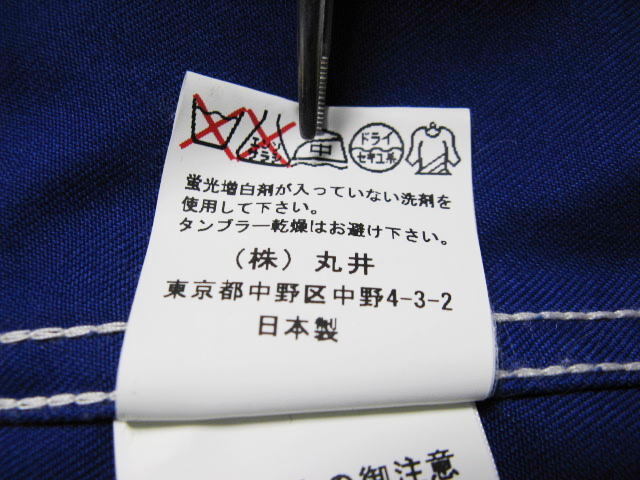 エンソ
サラシ
中
ドライ
セキユ系
蛍光増白剤が入っていない洗剤を
使用して下さい。
タンブラー乾燥はお避け下さい。
(株) 丸井
東京都中野区中野4-3-2
日本製
の御注意